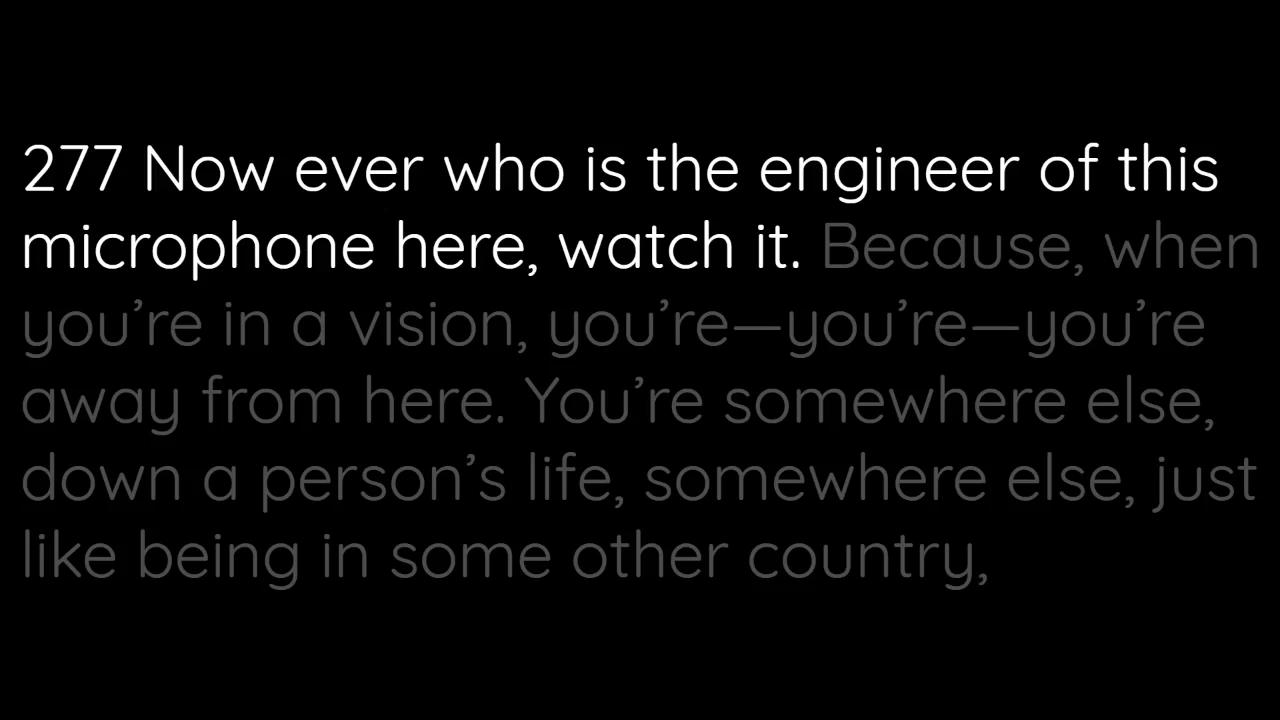 277 Now ever who is the engineer of this
microphone here, watch it. Because, when
you’re in a vision, you’re—you’re—you’re
away from here. You’re somewhere else,
down a person’s life, somewhere else, just
like being in some other country,